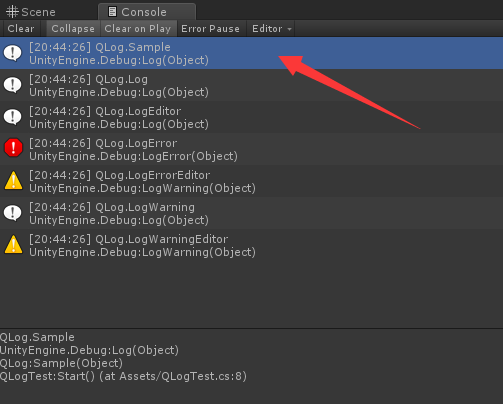 Scene
Console
Clear Collapse Clear on Play Error Pause Editor
[20:44:26] QLog.Sample
UnityEngine.Debug:Log(Object)
[20:44:26] QLog.Log
UnityEngine.Debug:Log(Object)
[20:44:26] QLog.LogEditor
UnityEngine.Debug:Log(Object)
[20:44:26] QLog.LogError
UnityEngine.Debug:LogError(Object)
[20:44:26] QLog.LogErrorEditor
UnityEngine.Debug:LogWarning(Object)
[20:44:26] QLog.LogWarning
UnityEngine.Debug:Log(Object)
[20:44:26] QLog.LogWarningEditor
UnityEngine.Debug:LogWarning(Object)
QLog.Sample
UnityEngine.Debug:Log(Object)
QLog:Sample(Object)
QLogTest:Start() (at Assets/QLogTest.cs:8)